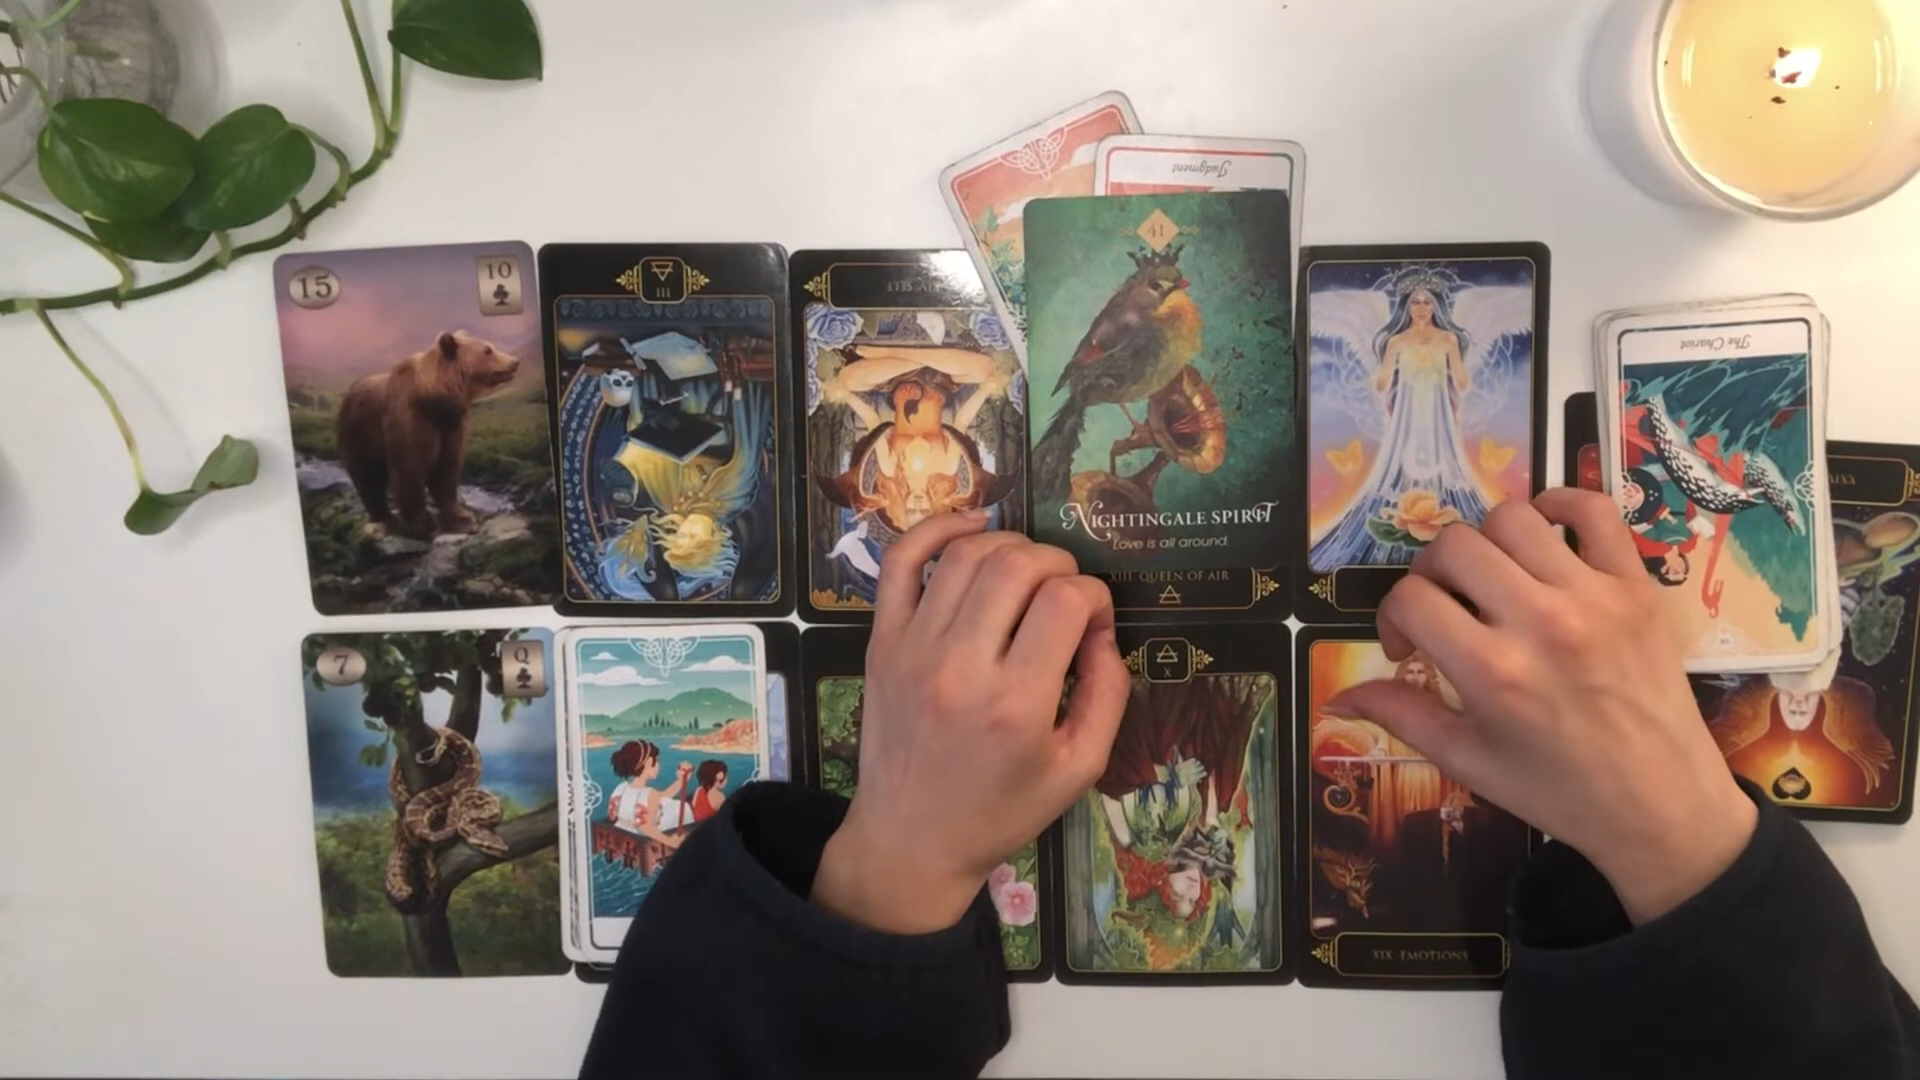 15
10
III
Judgment
41
NIGHTINGALE SPIRIT
Love is all around.
XIII: QUEEN OF AIR
The Chariot
7
Q
X
XIX: EMOTIONS